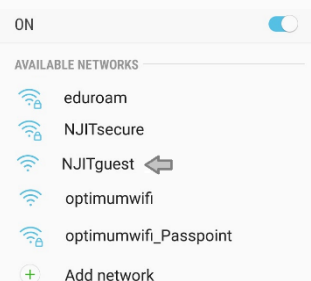 ON
AVAILABLE NETWORKS
eduroam
NJITsecure
NJITguest
optimumwifi
optimumwifi_Passpoint
Add network